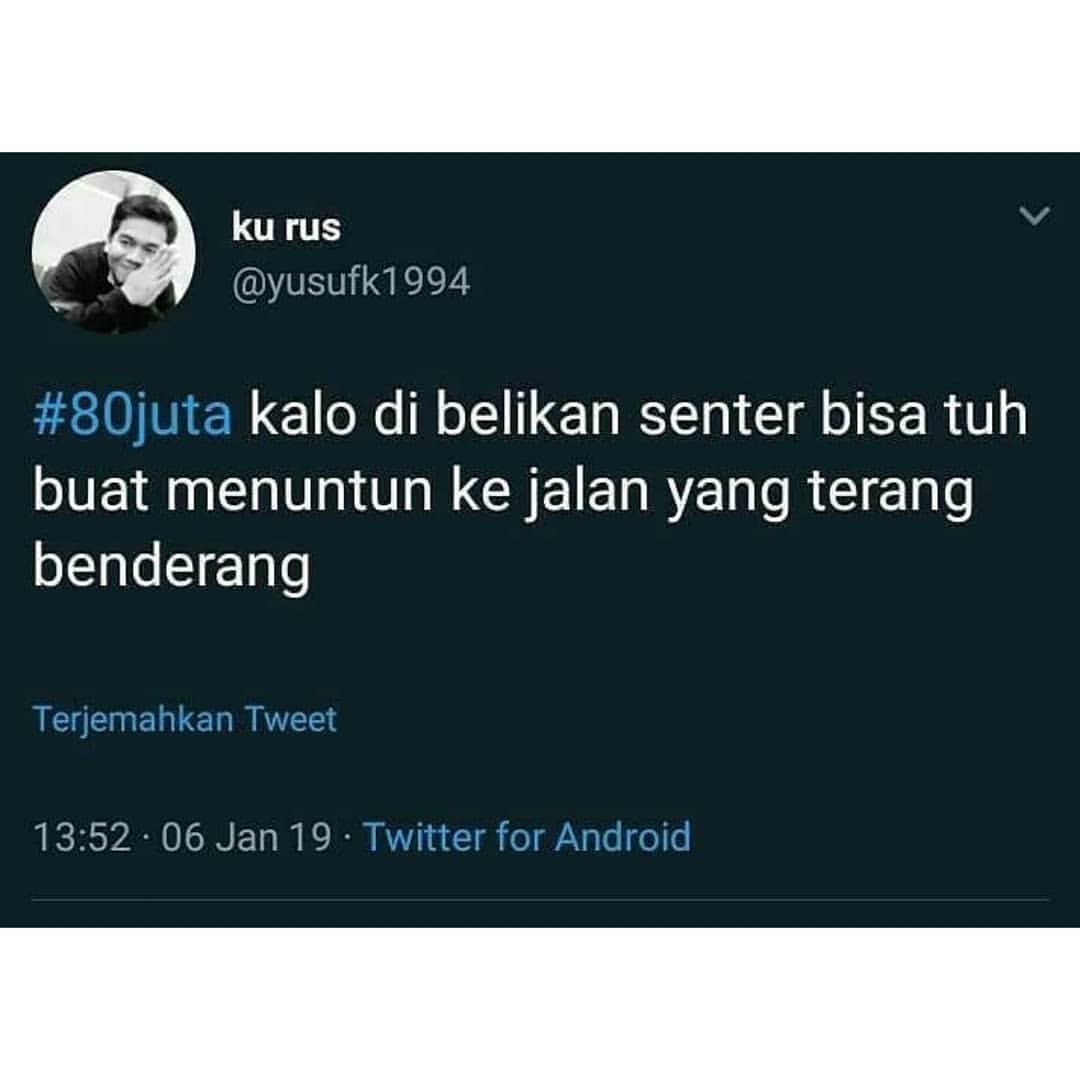 ku rus
@yusufk1994
#80juta kalo di belikan senter bisa tuh
buat menuntun ke jalan yang terang
benderang
Terjemahkan Tweet
13:52 · 06 Jan 19 · Twitter for Android